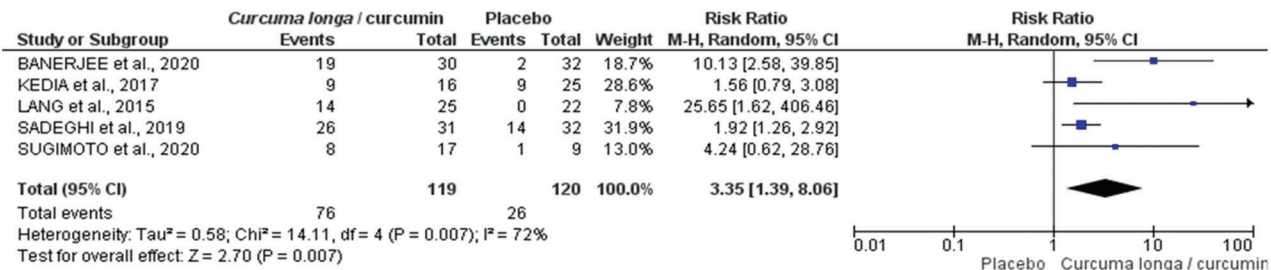 Curcuma longa / curcumin Placebo Risk Ratio Risk Ratio
Study or Subgroup Events Total Events Total Weight M-H, Random, 95% CI M-H, Random, 95% CI
BANERJEE et al., 2020 19 30 2 32 18.7% 10.13 [2.58, 39.85]
KEDIA et al., 2017 9 16 9 25 28.6% 1.56 [0.79, 3.08]
LANG et al., 2015 14 25 0 22 7.8% 25.65 [1.62, 406.46]
SADEGHI et al., 2019 26 31 14 32 31.9% 1.92 [1.26, 2.92]
SUGIMOTO et al., 2020 8 17 1 9 13.0% 4.24 [0.62, 28.76]
Total (95% CI) 119 120 100.0% 3.35 [1.39, 8.06]
Total events 76 26
Heterogeneity: Tau² = 0.58; Chi² = 14.11, df = 4 (P = 0.007); I² = 72%
Test for overall effect: Z = 2.70 (P = 0.007)
0.01 0.1 1 10 100
Placebo Curcuma longa / curcumin